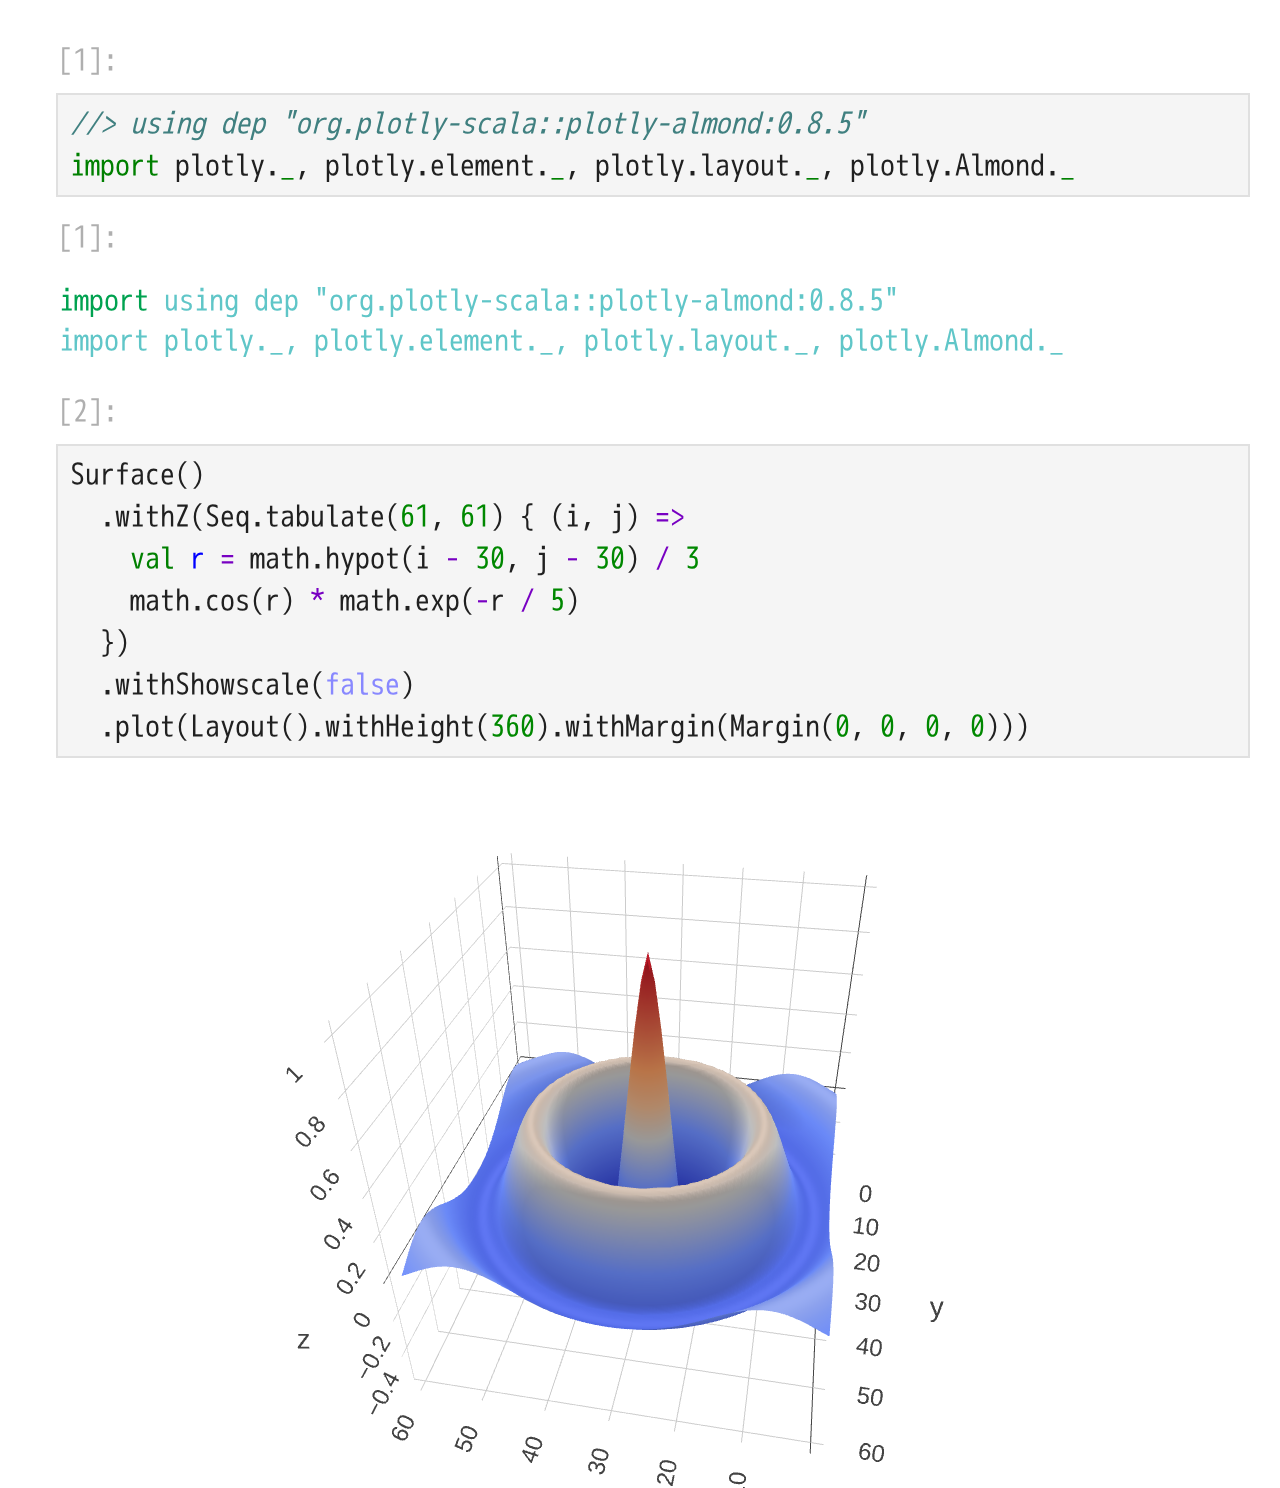 [1]:
//> using dep "org.plotly-scala::plotly-almond:0.8.5"
import plotly._, plotly.element._, plotly.layout._, plotly.Almond._
[1]:
import using dep "org.plotly-scala::plotly-almond:0.8.5"
import plotly._, plotly.element._, plotly.layout._, plotly.Almond._
[2]:
Surface()
  .withZ(Seq.tabulate(61, 61) { (i, j) =>
    val r = math.hypot(i - 30, j - 30) / 3
    math.cos(r) * math.exp(-r / 5)
  })
  .withShowscale(false)
  .plot(Layout().withHeight(360).withMargin(Margin(0, 0, 0, 0)))
1
0.8
0.6
0.4
0.2
0
−0.2
−0.4
z
0
10
20
30
40
50
60
y
60
50
40
30
20